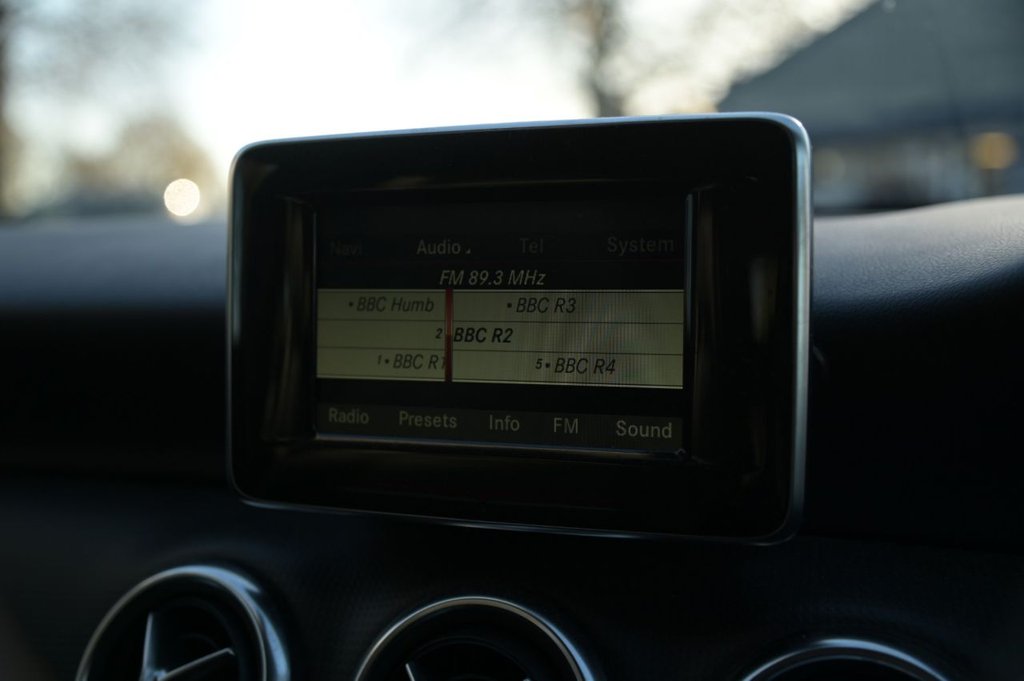 Navi Audio Tel System
FM 89.3 MHz
•BBC Humb •BBC R3
2 BBC R2
1•BBC R1 5•BBC R4
Radio Presets Info FM Sound